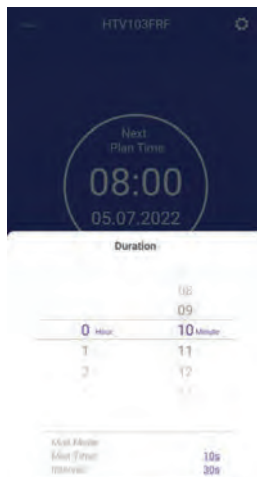 HTV103FRF
Next
Plan Time
08:00
05.07.2022
Duration
08
09
0 Hour 10 Minute
1 11
2 12
Mist Mode
Mist Time: 10s
Interval: 30s